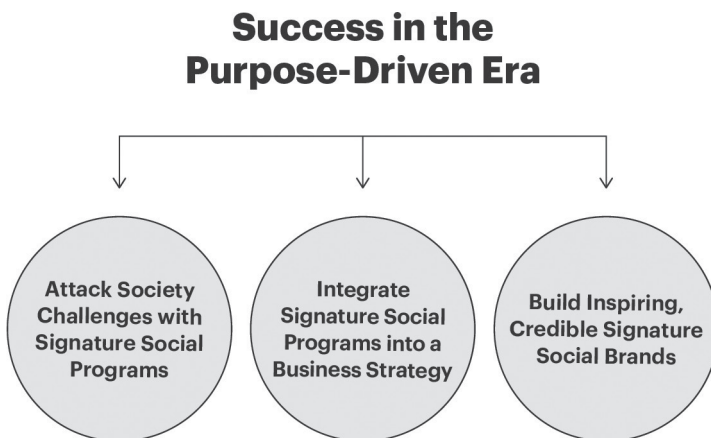 Success in the
Purpose-Driven Era
Attack Society
Challenges with
Signature Social
Programs
Integrate
Signature Social
Programs into a
Business Strategy
Build Inspiring,
Credible Signature
Social Brands